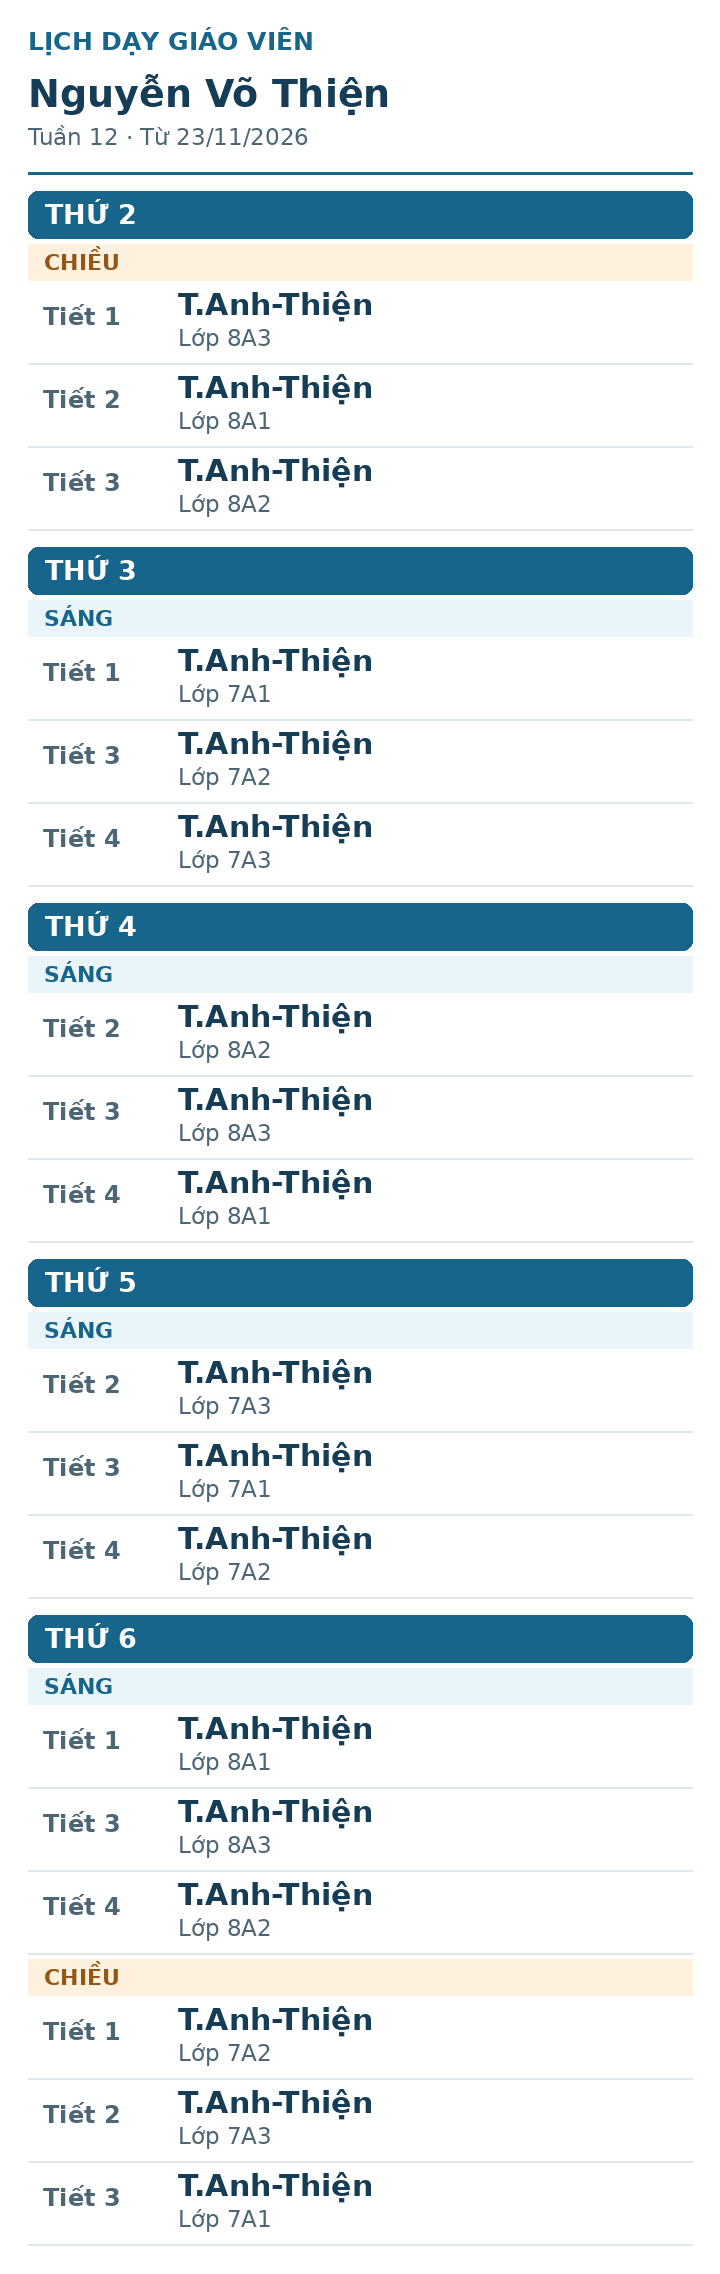 LỊCH DẠY GIÁO VIÊN
Nguyễn Võ Thiện
Tuần 12 · Từ 23/11/2026
THỨ 2
CHIỀU
Tiết 1 T.Anh-Thiện
Lớp 8A3
Tiết 2 T.Anh-Thiện
Lớp 8A1
Tiết 3 T.Anh-Thiện
Lớp 8A2
THỨ 3
SÁNG
Tiết 1 T.Anh-Thiện
Lớp 7A1
Tiết 3 T.Anh-Thiện
Lớp 7A2
Tiết 4 T.Anh-Thiện
Lớp 7A3
THỨ 4
SÁNG
Tiết 2 T.Anh-Thiện
Lớp 8A2
Tiết 3 T.Anh-Thiện
Lớp 8A3
Tiết 4 T.Anh-Thiện
Lớp 8A1
THỨ 5
SÁNG
Tiết 2 T.Anh-Thiện
Lớp 7A3
Tiết 3 T.Anh-Thiện
Lớp 7A1
Tiết 4 T.Anh-Thiện
Lớp 7A2
THỨ 6
SÁNG
Tiết 1 T.Anh-Thiện
Lớp 8A1
Tiết 3 T.Anh-Thiện
Lớp 8A3
Tiết 4 T.Anh-Thiện
Lớp 8A2
CHIỀU
Tiết 1 T.Anh-Thiện
Lớp 7A2
Tiết 2 T.Anh-Thiện
Lớp 7A3
Tiết 3 T.Anh-Thiện
Lớp 7A1